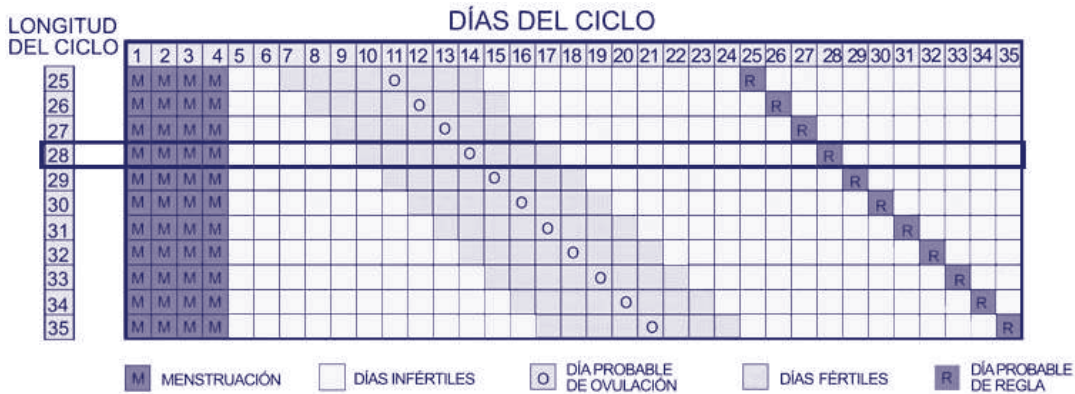 DÍAS DEL CICLO
LONGITUD
DEL CICLO
1 2 3 4 5 6 7 8 9 10 11 12 13 14 15 16 17 18 19 20 21 22 23 24 25 26 27 28 29 30 31 32 33 34 35
25 M M M M O R
26 M M M M O R
27 M M M M O R
28 M M M M O R
29 M M M M O R
30 M M M M O R
31 M M M M O R
32 M M M M O R
33 M M M M O R
34 M M M M O R
35 M M M M O R
M MENSTRUACIÓN DÍAS INFÉRTILES O DÍA PROBABLE DE OVULACIÓN DÍAS FÉRTILES R DÍA PROBABLE DE REGLA